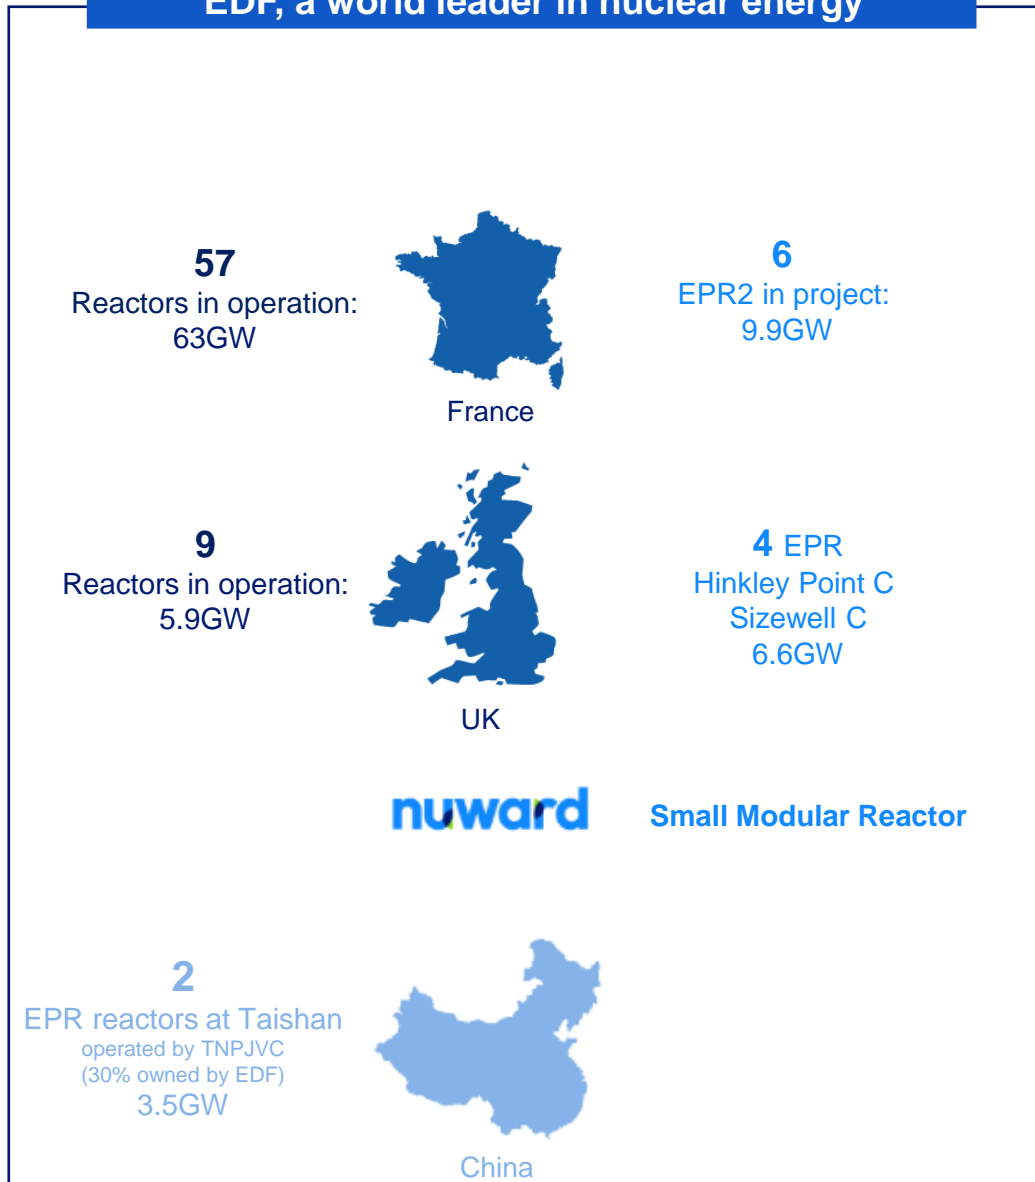 EDF, a world leader in nuclear energy
57
Reactors in operation:
63GW
France
6
EPR2 in project:
9.9GW
9
Reactors in operation:
5.9GW
UK
4 EPR
Hinkley Point C
Sizewell C
6.6GW
nuward
Small Modular Reactor
2
EPR reactors at Taishan
operated by TNPJVC
(30% owned by EDF)
3.5GW
China